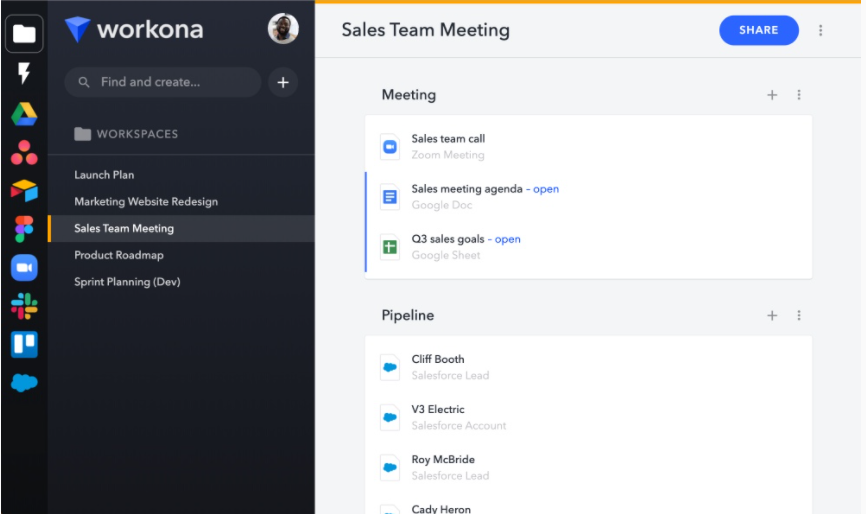 workona
Find and create...
WORKSPACES
Launch Plan
Marketing Website Redesign
Sales Team Meeting
Product Roadmap
Sprint Planning (Dev)
Sales Team Meeting
SHARE
Meeting
Sales team call
Zoom Meeting
Sales meeting agenda – open
Google Doc
Q3 sales goals – open
Google Sheet
Pipeline
Cliff Booth
Salesforce Lead
V3 Electric
Salesforce Account
Roy McBride
Salesforce Lead
Cady Heron